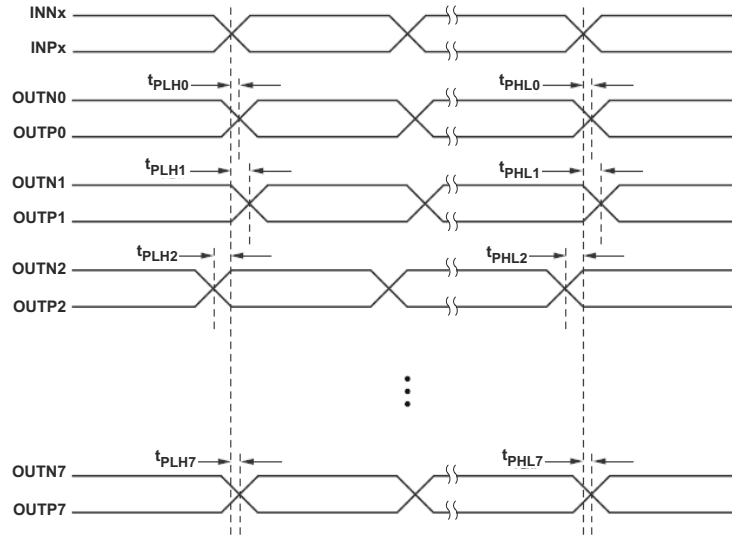 INNx
INPx
tPLH0
tPHL0
OUTN0
OUTP0
tPLH1
tPHL1
OUTN1
OUTP1
tPLH2
tPHL2
OUTN2
OUTP2
tPLH7
tPHL7
OUTN7
OUTP7